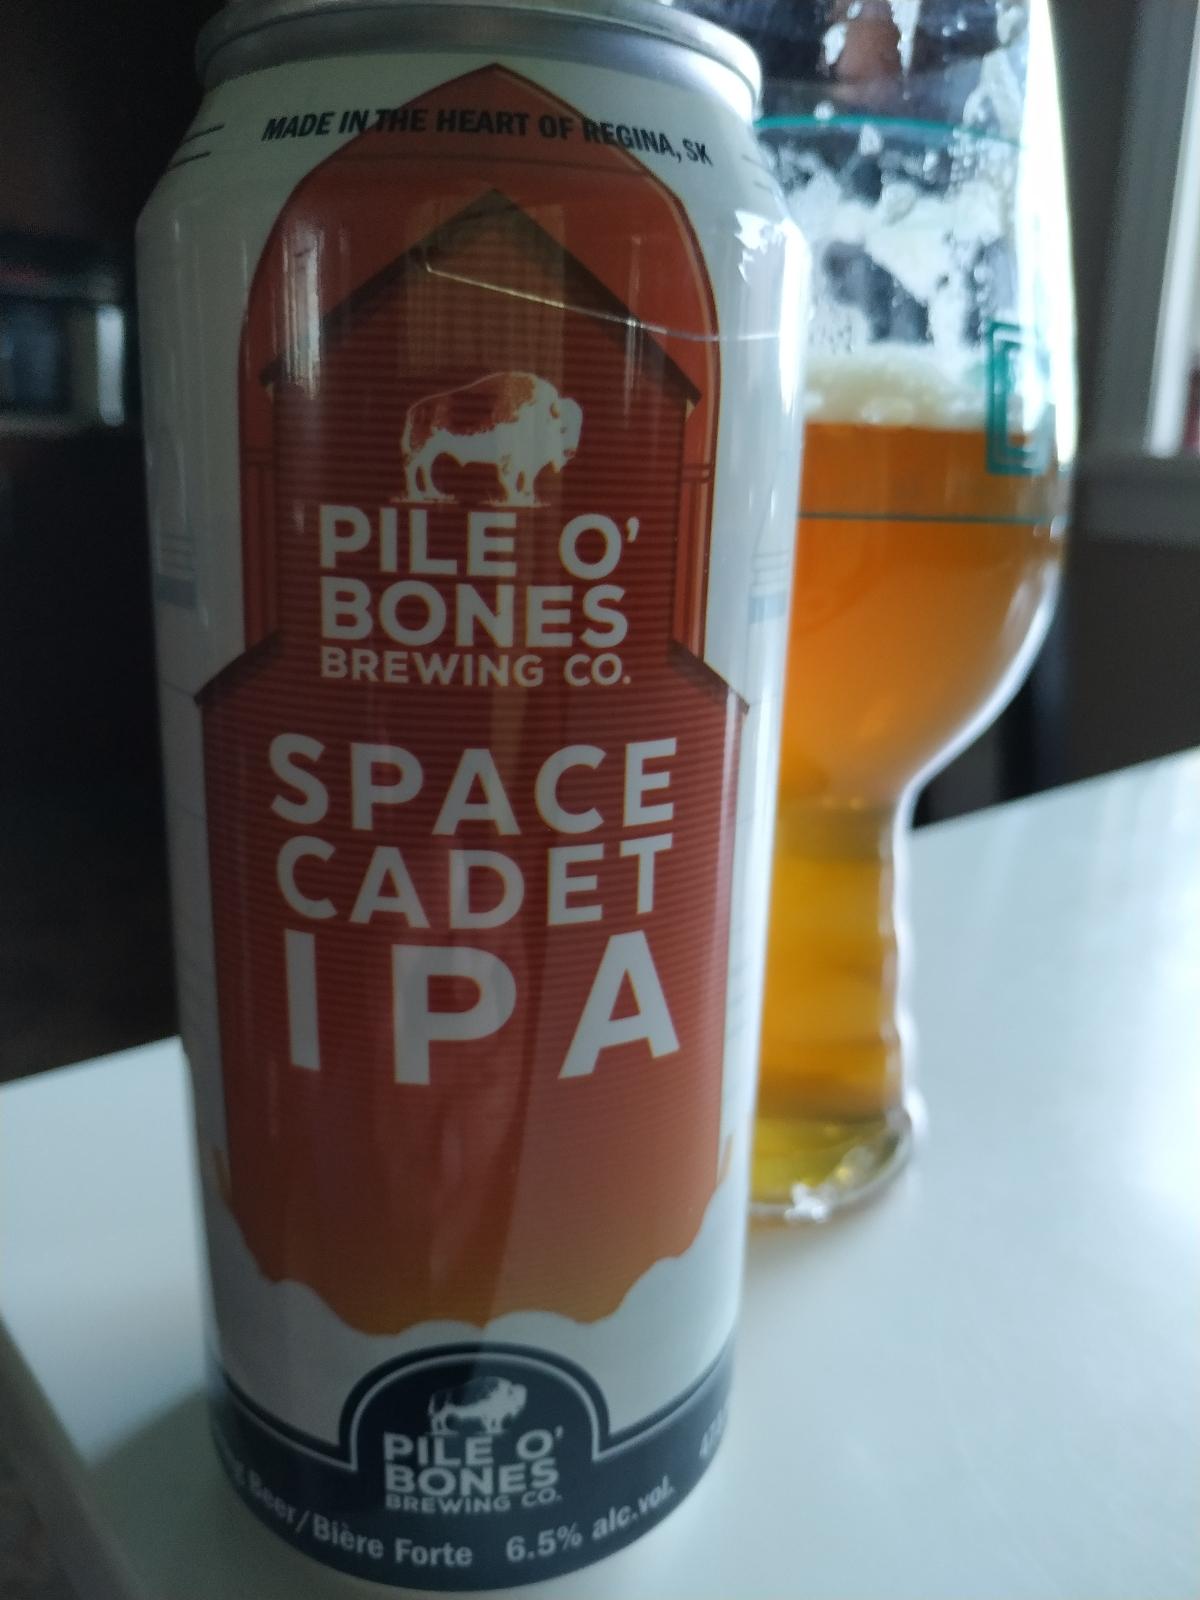 MADE IN THE HEART OF REGINA, SK
PILE O'
BONES
BREWING CO.
SPACE
CADET
IPA
PILE O'
BONES
BREWING CO.
Beer/Bière Forte 6.5% alc.vol.